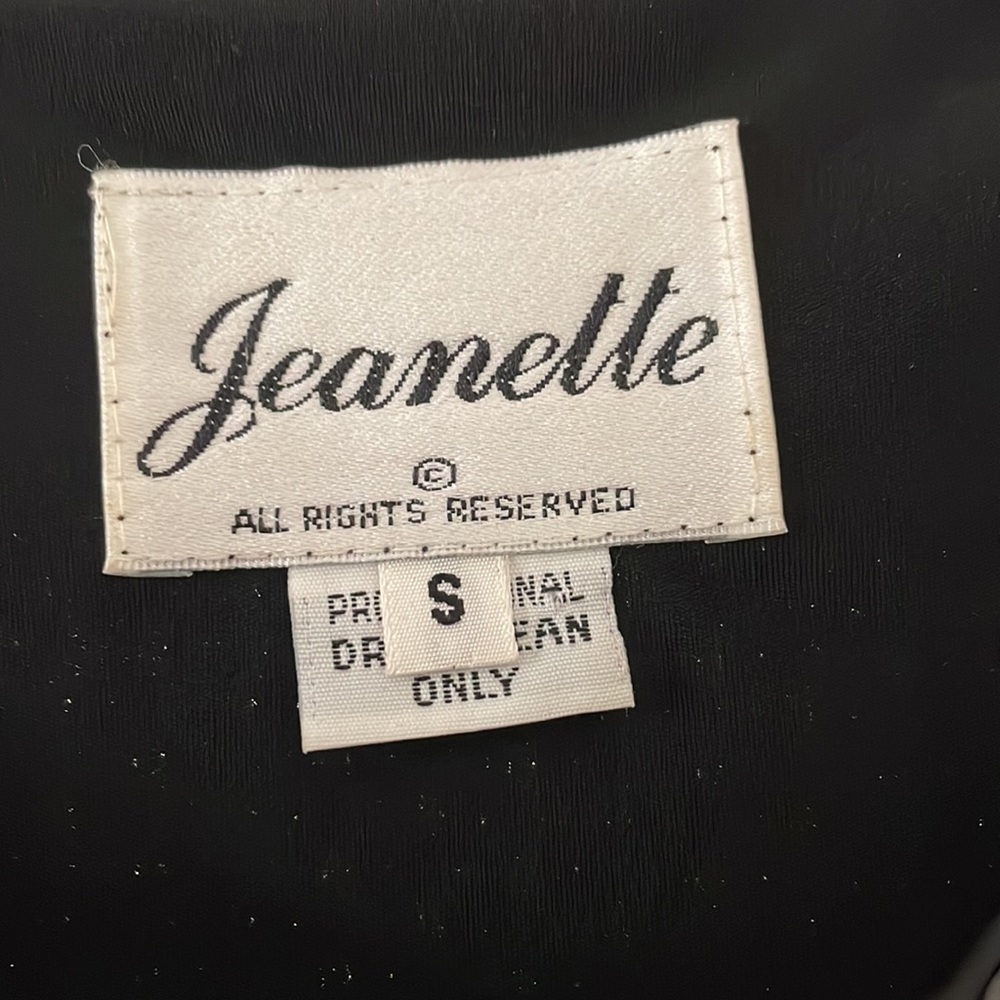 Jeanette
©
ALL RIGHTS RESERVED
S
PR NAL
DR EAN
ONLY